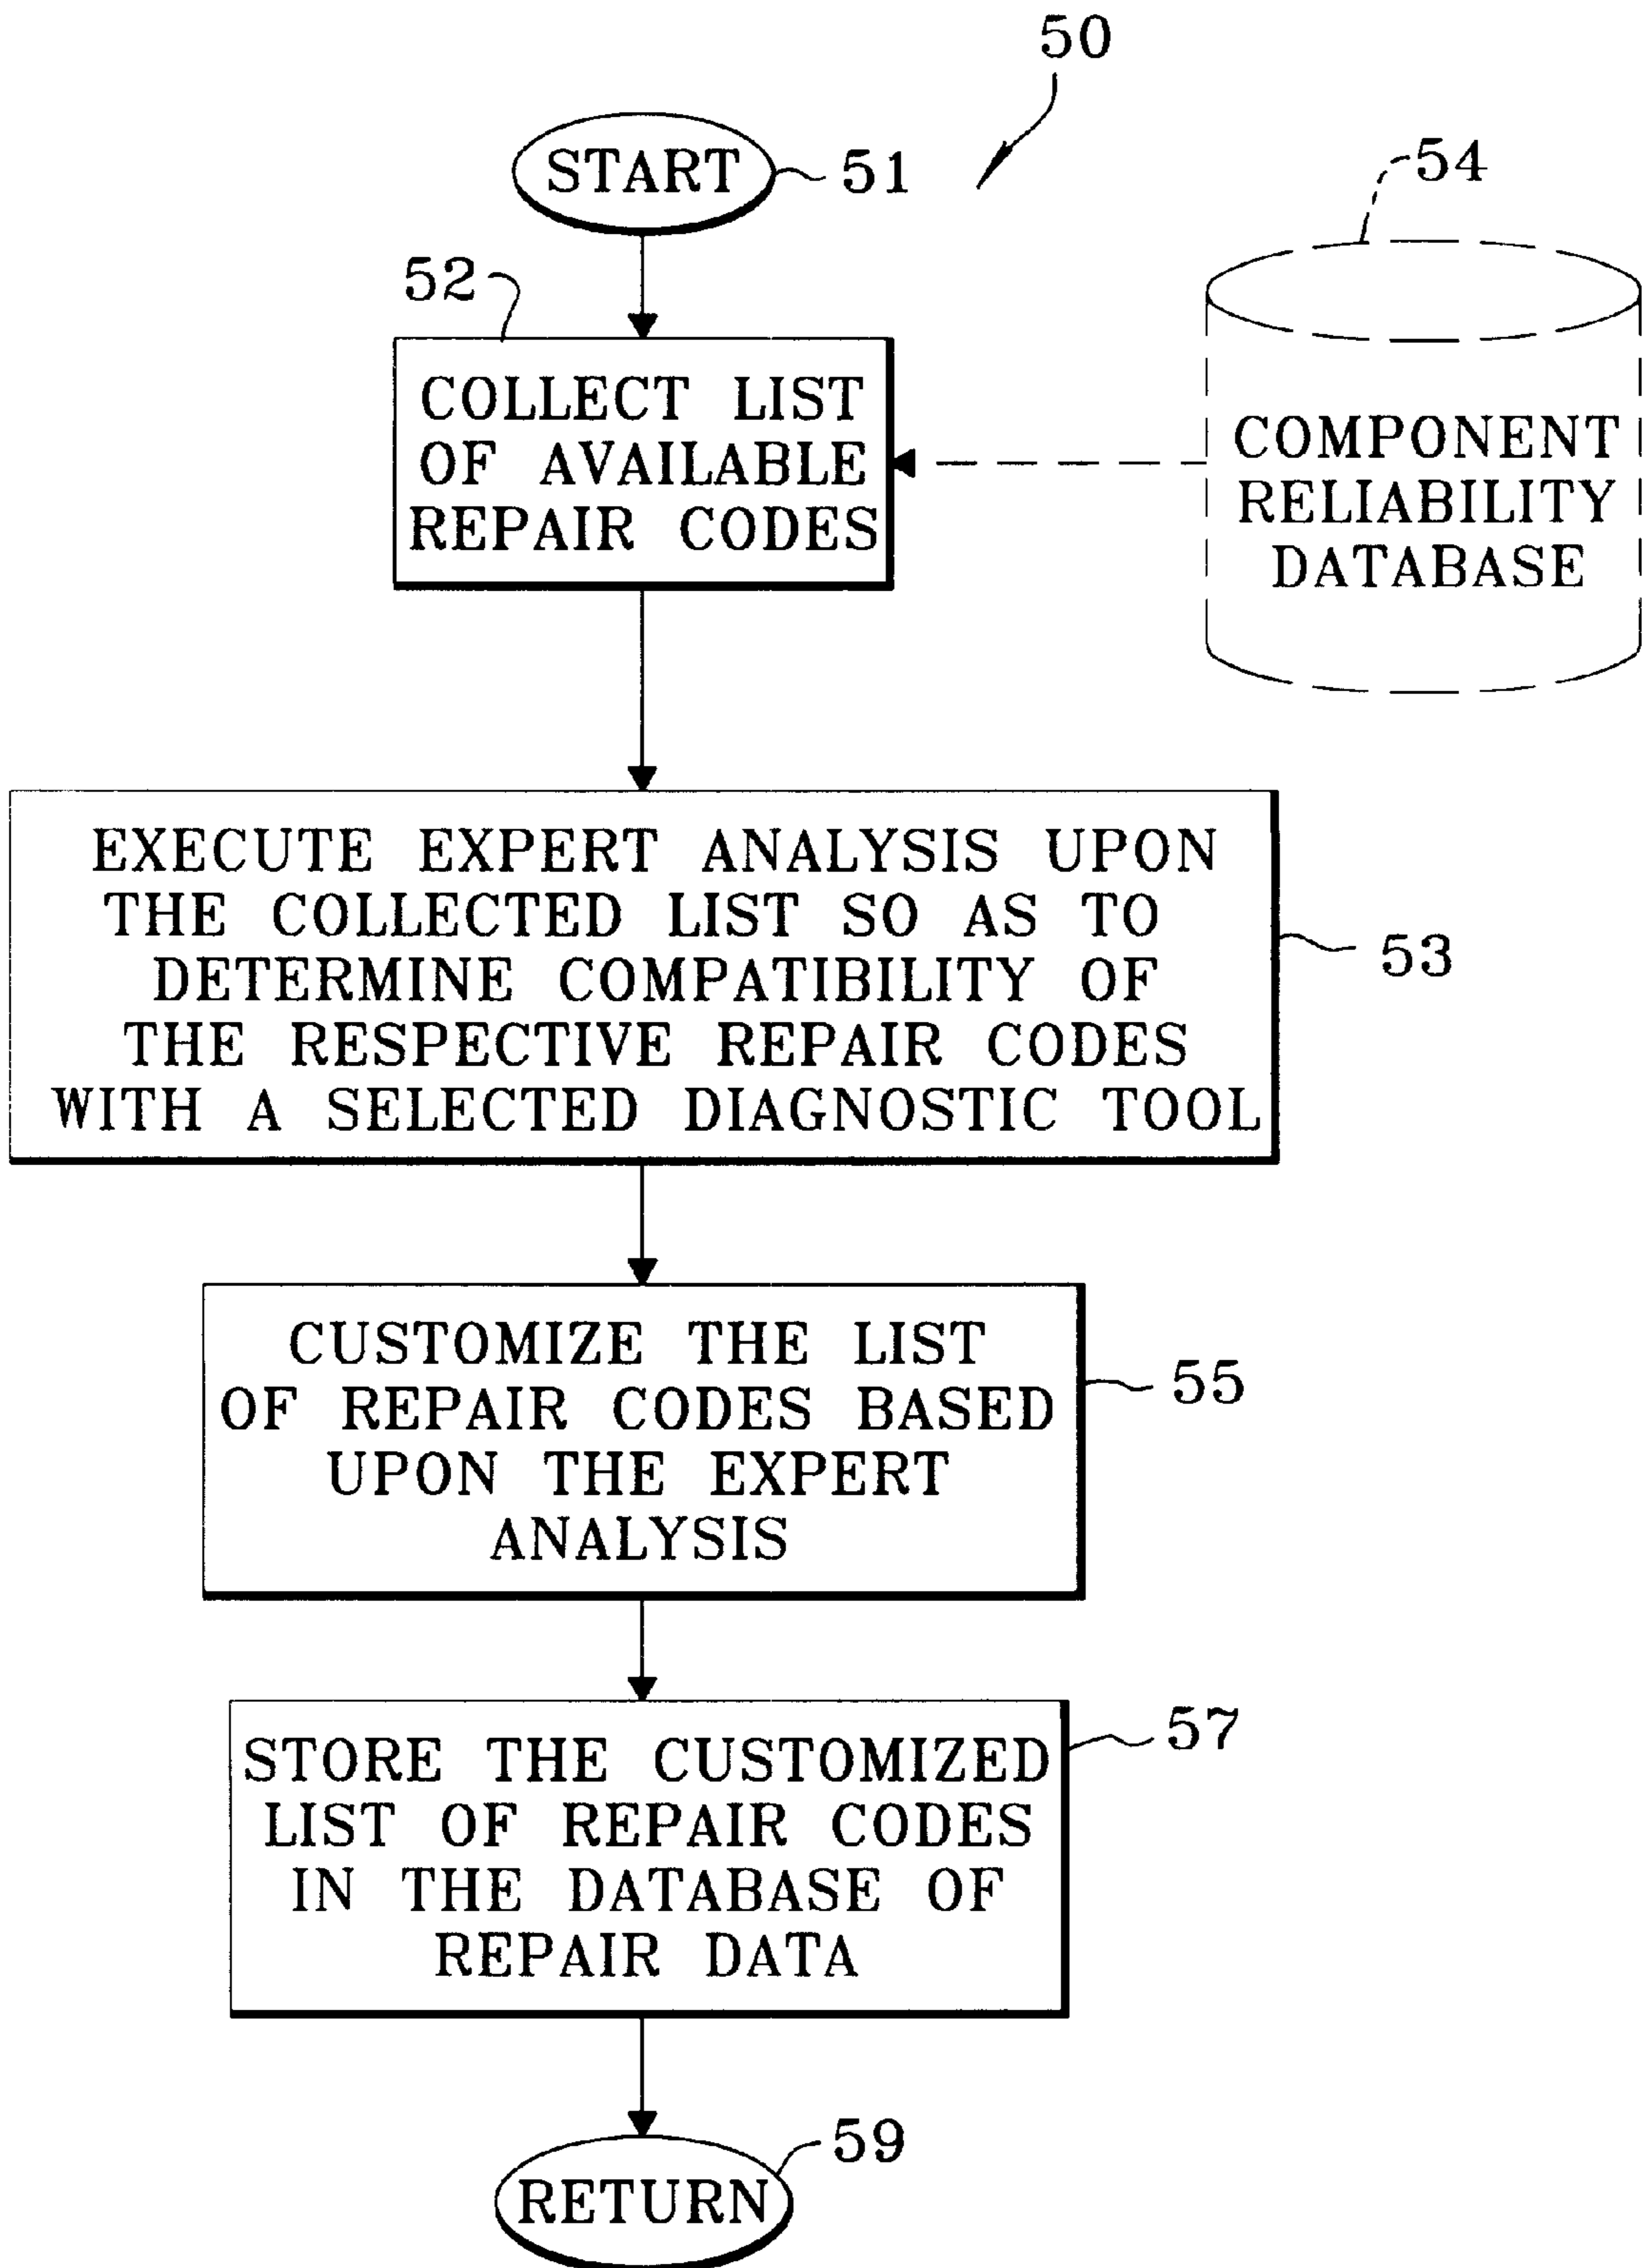 50
START
51
54
52
COLLECT LIST
OF AVAILABLE
REPAIR CODES
COMPONENT
RELIABILITY
DATABASE
EXECUTE EXPERT ANALYSIS UPON
THE COLLECTED LIST SO AS TO
DETERMINE COMPATIBILITY OF
THE RESPECTIVE REPAIR CODES
WITH A SELECTED DIAGNOSTIC TOOL
53
CUSTOMIZE THE LIST
OF REPAIR CODES BASED
UPON THE EXPERT
ANALYSIS
55
STORE THE CUSTOMIZED
LIST OF REPAIR CODES
IN THE DATABASE OF
REPAIR DATA
57
59
RETURN